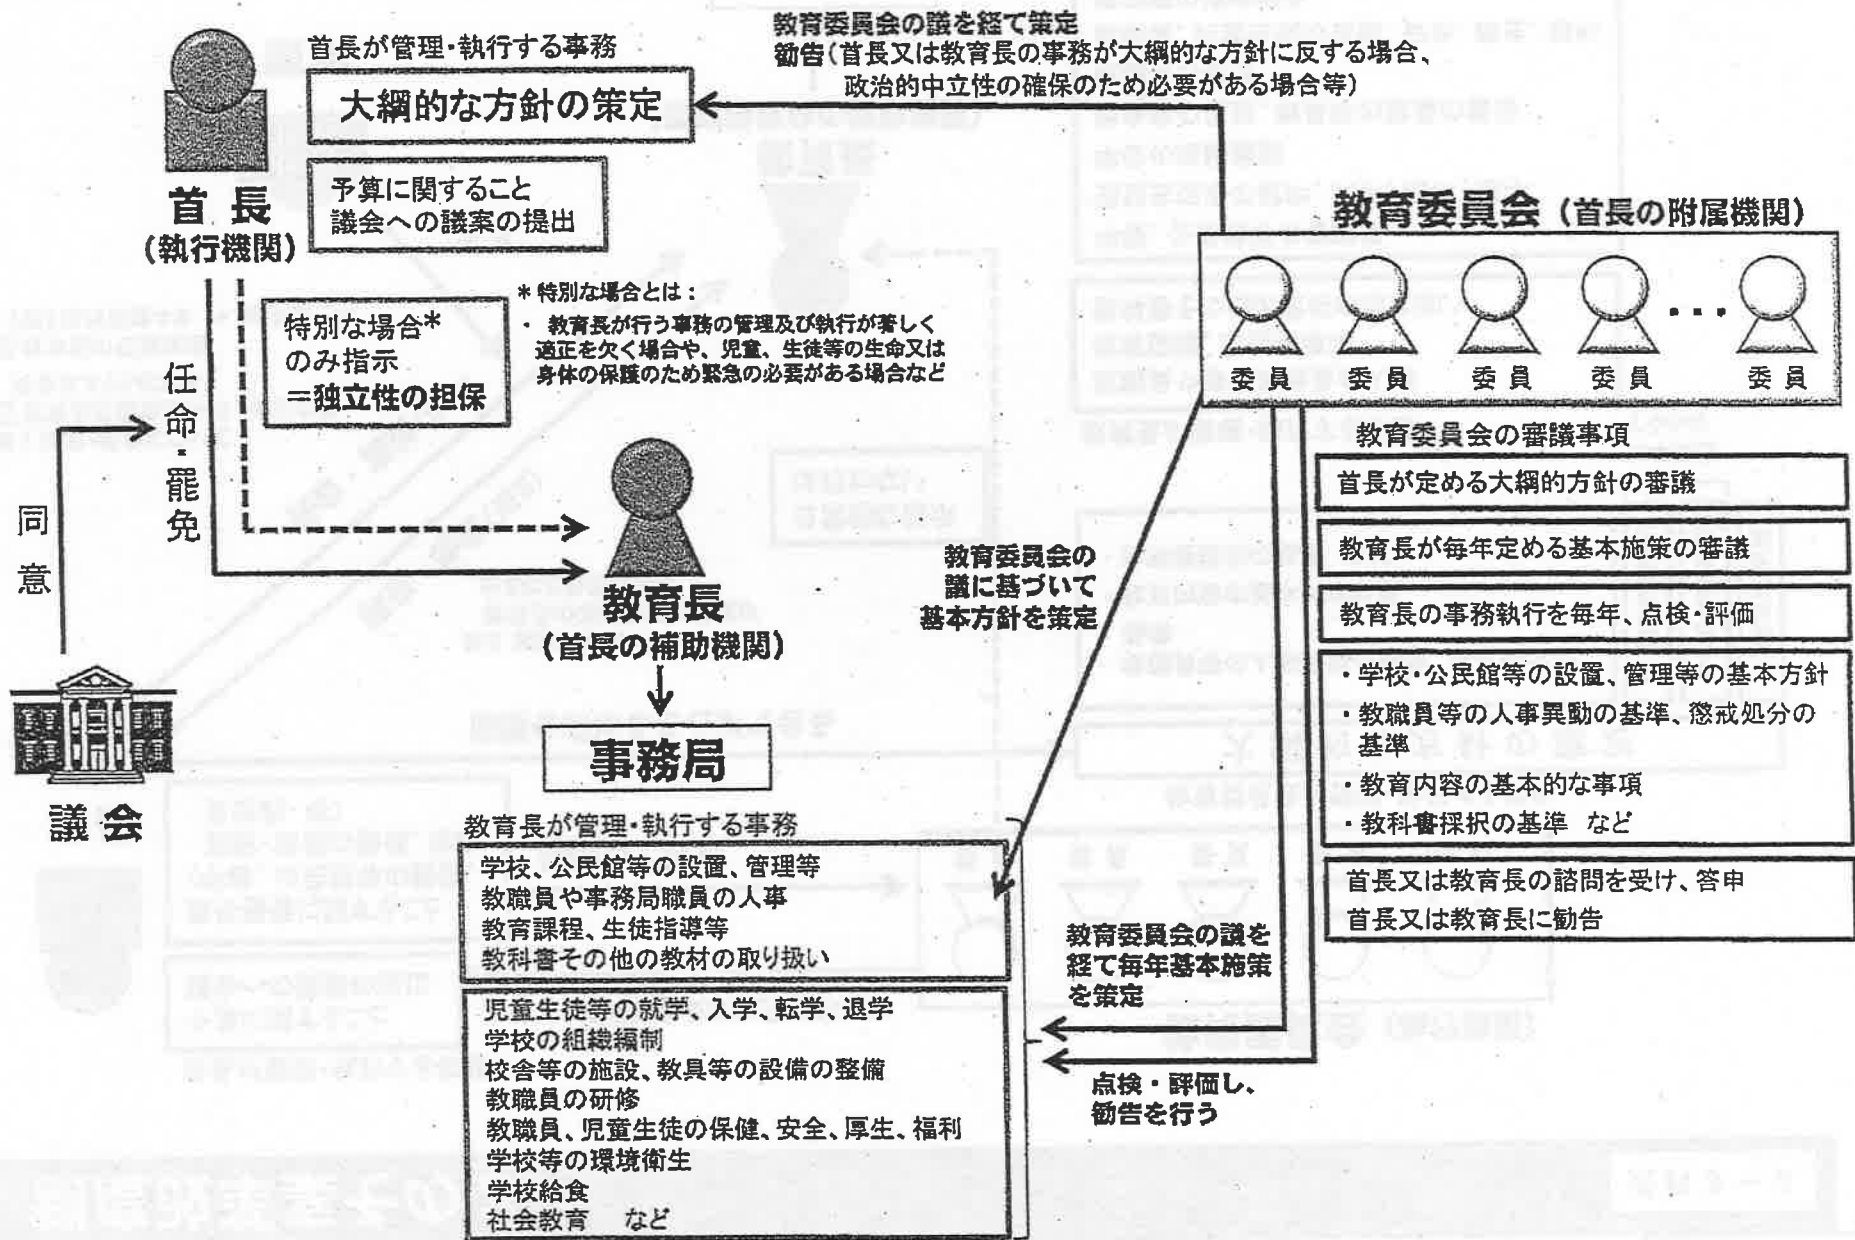 教育委員会の議を経て策定
勧告(首長又は教育長の事務が大綱的な方針に反する場合、
政治的中立性の確保のため必要がある場合等)
首長が管理・執行する事務
大綱的な方針の策定
予算に関すること
議会への議案の提出
首長
(執行機関)
教育委員会(首長の附属機関)
委員 委員 委員 委員 ・・・ 委員
特別な場合*
のみ指示
=独立性の担保
*特別な場合とは:
・ 教育長が行う事務の管理及び執行が著しく
適正を欠く場合や、児童、生徒等の生命又は
身体の保護のため緊急の必要がある場合など
任命・罷免
同意
議会
教育長
(首長の補助機関)
事務局
教育委員会の
議に基づいて
基本方針を策定
教育委員会の審議事項
首長が定める大綱的方針の審議
教育長が毎年定める基本施策の審議
教育長の事務執行を毎年、点検・評価
・学校・公民館等の設置、管理等の基本方針
・教職員等の人事異動の基準、懲戒処分の
基準
・教育内容の基本的な事項
・教科書採択の基準 など
首長又は教育長の諮問を受け、答申
首長又は教育長に勧告
教育長が管理・執行する事務
学校、公民館等の設置、管理等
教職員や事務局職員の人事
教育課程、生徒指導等
教科書その他の教材の取り扱い
児童生徒等の就学、入学、転学、退学
学校の組織編制
校舎等の施設、教具等の設備の整備
教職員の研修
教職員、児童生徒の保健、安全、厚生、福利
学校等の環境衛生
学校給食
社会教育 など
教育委員会の議を
経て毎年基本施策
を策定
点検・評価し、
勧告を行う